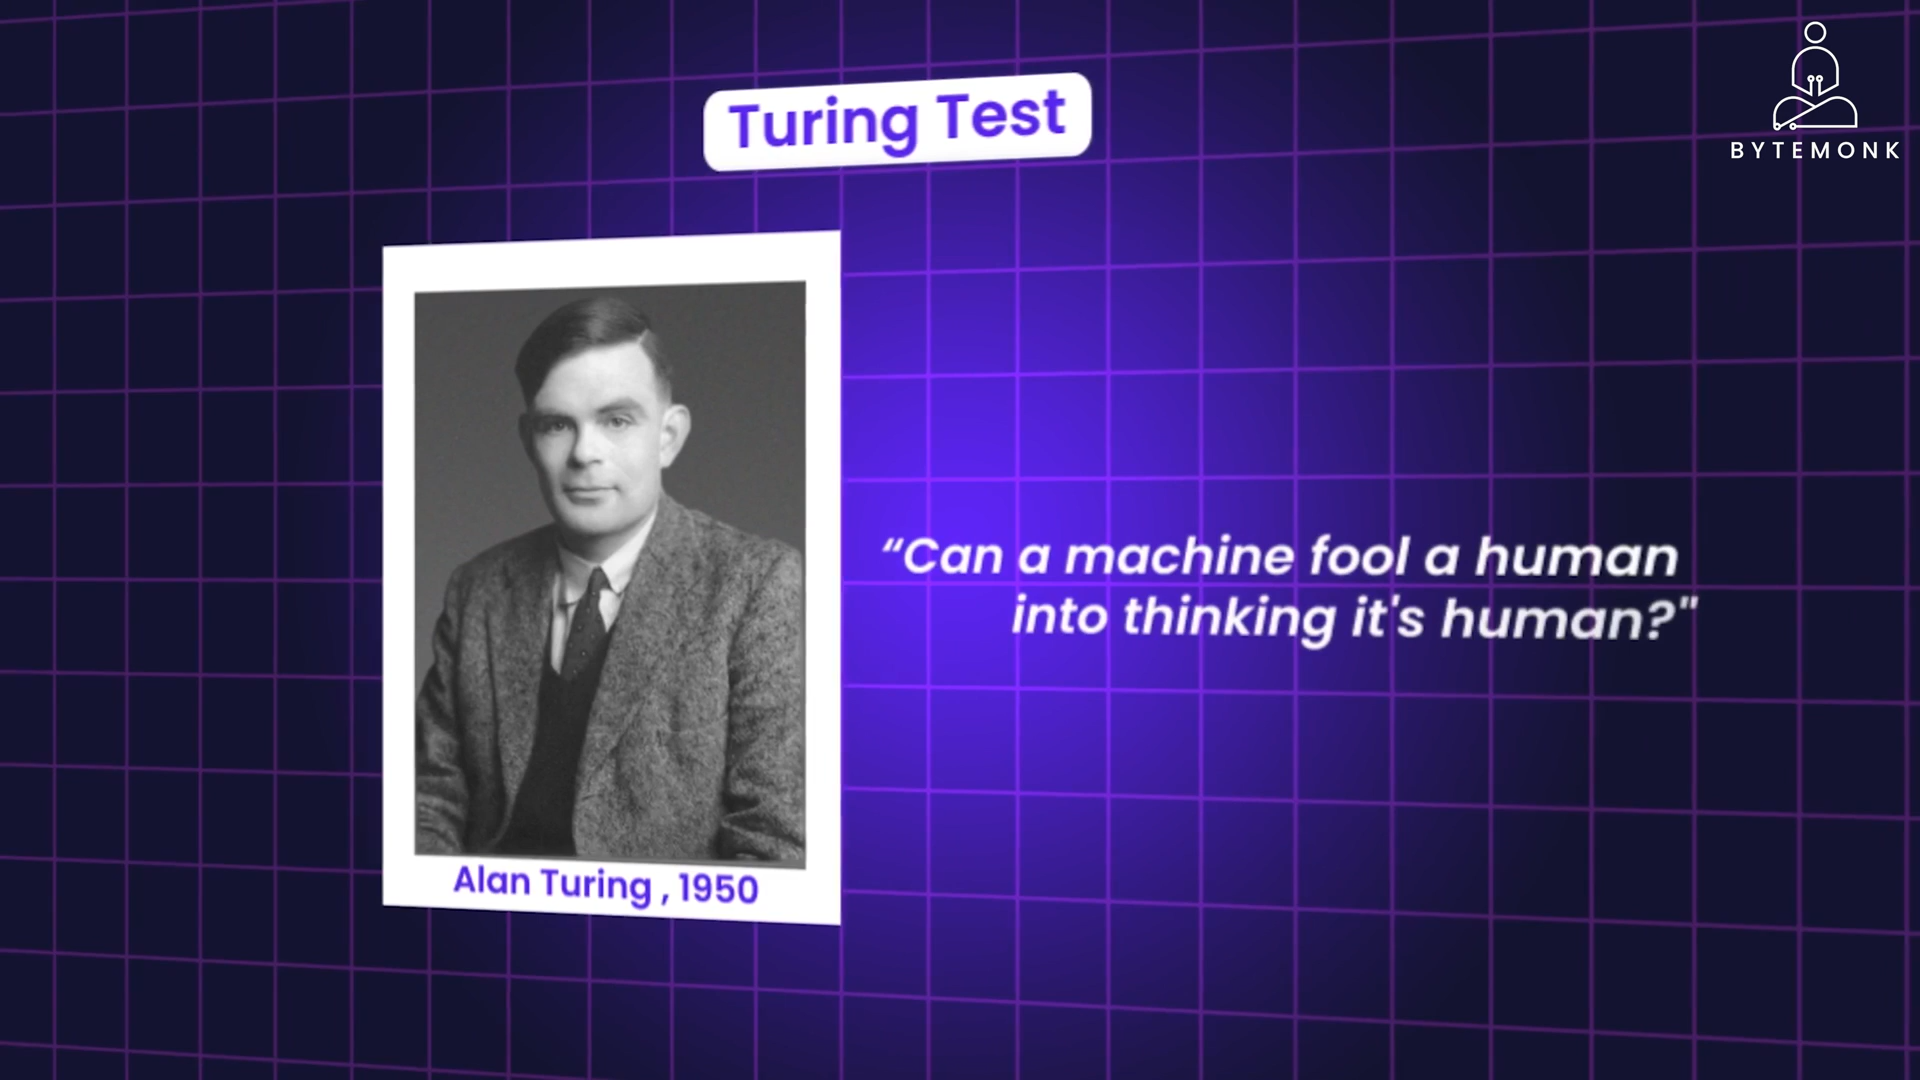 Turing Test
BYTEMONK
Alan Turing , 1950
“Can a machine fool a human
into thinking it's human?"